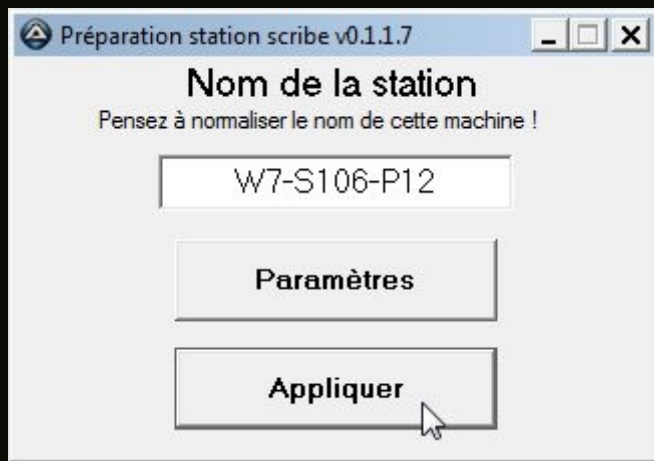 Préparation station scribe v0.1.1.7
Nom de la station
Pensez à normaliser le nom de cette machine !
W7-S106-P12
Paramètres
Appliquer